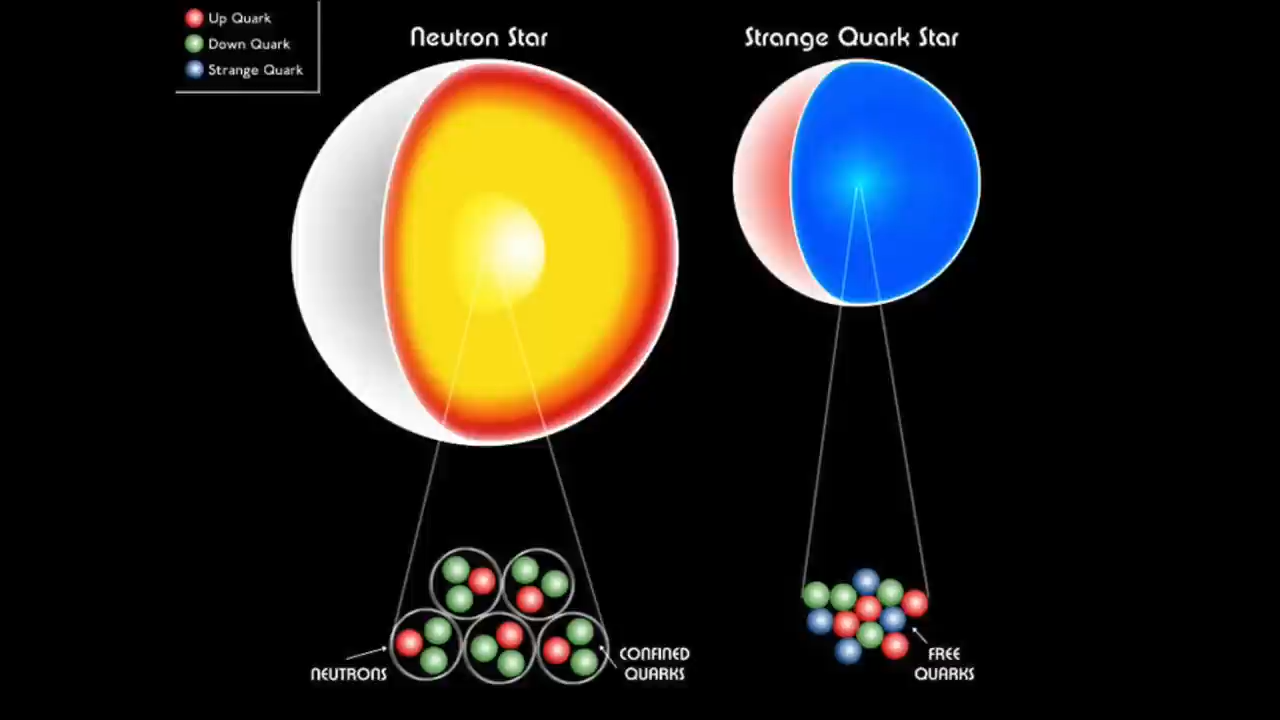 Up Quark
Down Quark
Strange Quark
Neutron Star
Strange Quark Star
NEUTRONS
CONFINED
QUARKS
FREE
QUARKS